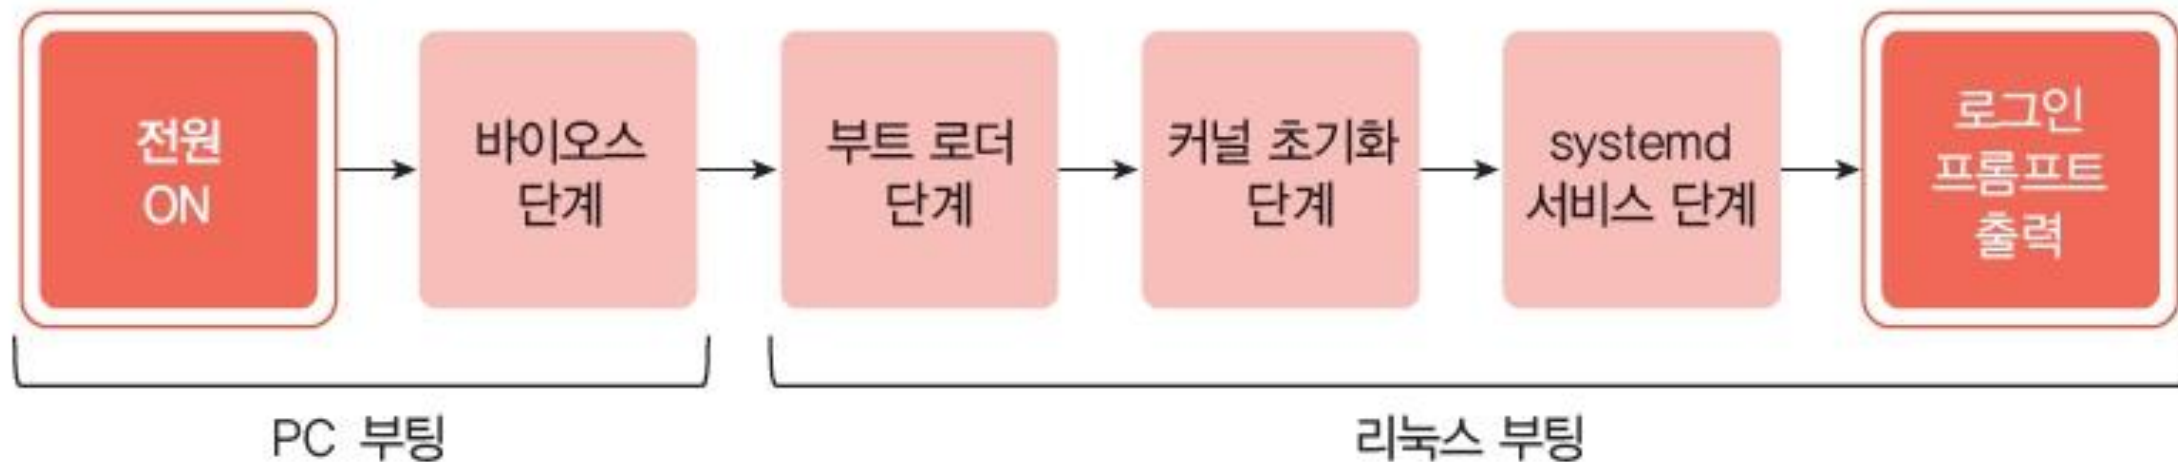 전원
ON
바이오스
단계
부트 로더
단계
커널 초기화
단계
systemd
서비스 단계
로그인
프롬프트
출력
PC 부팅
리눅스 부팅